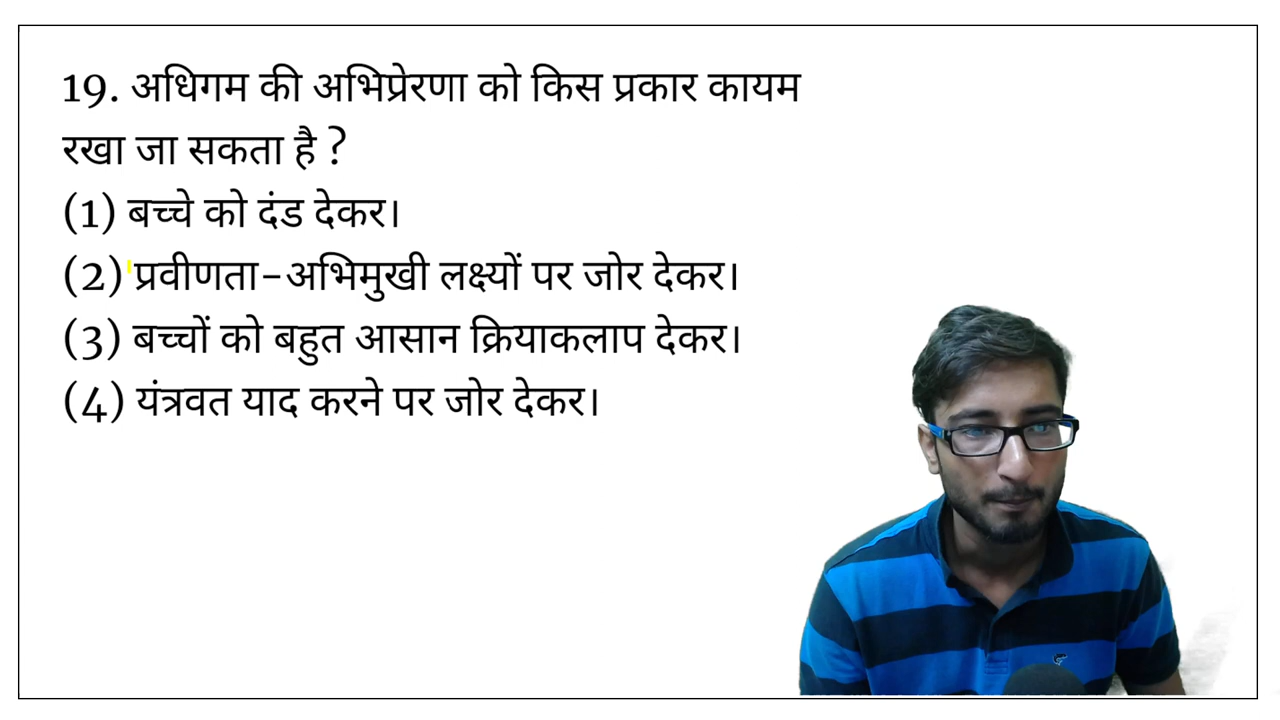 19. अधिगम की अभिप्रेरणा को किस प्रकार कायम
रखा जा सकता है ?
(1) बच्चे को दंड देकर।
(2) प्रवीणता-अभिमुखी लक्ष्यों पर जोर देकर।
(3) बच्चों को बहुत आसान क्रियाकलाप देकर।
(4) यंत्रवत याद करने पर जोर देकर।